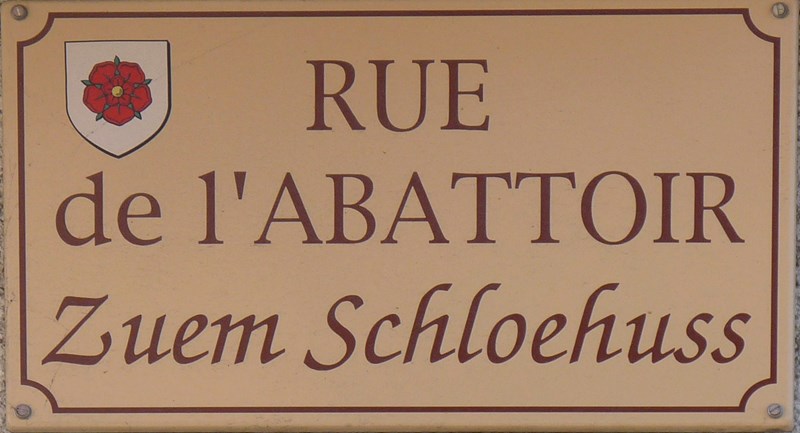 RUE
de l'ABATTOIR
Zuem Schloehuss